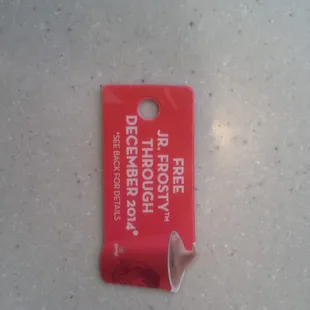 FREE
JR. FROSTY™
THROUGH
DECEMBER 2014*
*SEE BACK FOR DETAILS